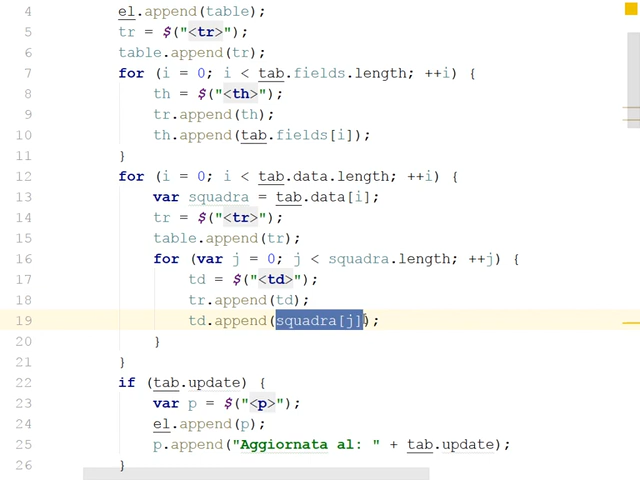 4 el.append(table);
5 tr = $("<tr>");
6 table.append(tr);
7 for (i = 0; i < tab.fields.length; ++i) {
8 th = $("<th>");
9 tr.append(th);
10 th.append(tab.fields[i]);
11 }
12 for (i = 0; i < tab.data.length; ++i) {
13 var squadra = tab.data[i];
14 tr = $("<tr>");
15 table.append(tr);
16 for (var j = 0; j < squadra.length; ++j) {
17 td = $("<td>");
18 tr.append(td);
19 td.append(squadra[j]);
20 }
21 }
22 if (tab.update) {
23 var p = $("<p>");
24 el.append(p);
25 p.append("Aggiornata al: " + tab.update);
26 }